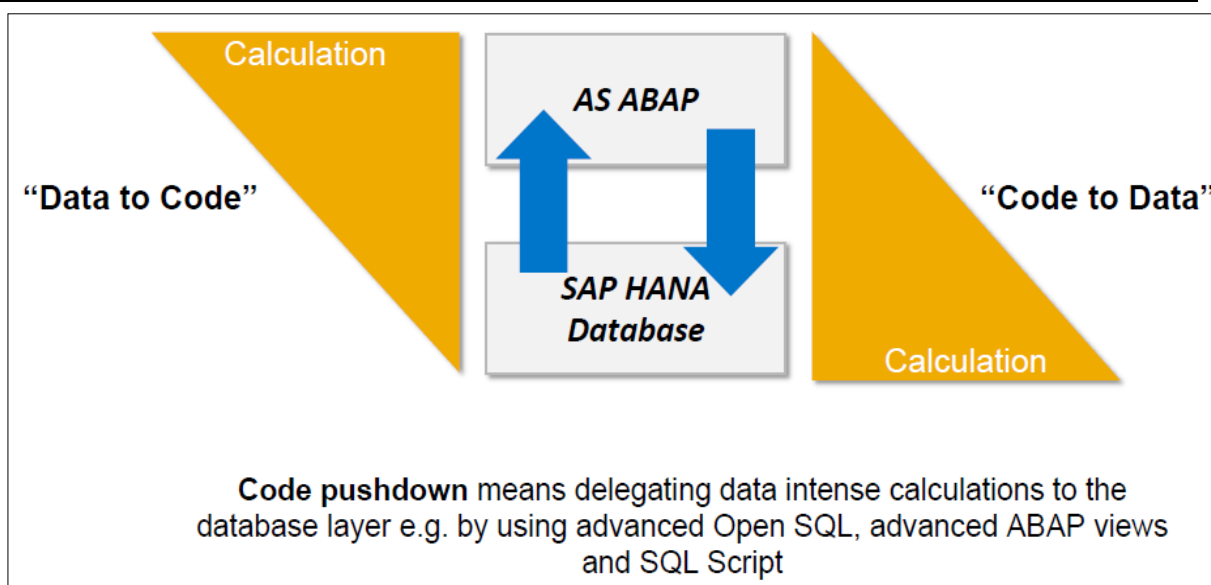 Calculation
AS ABAP
“Data to Code”
“Code to Data”
SAP HANA
Database
Calculation
Code pushdown means delegating data intense calculations to the
database layer e.g. by using advanced Open SQL, advanced ABAP views
and SQL Script